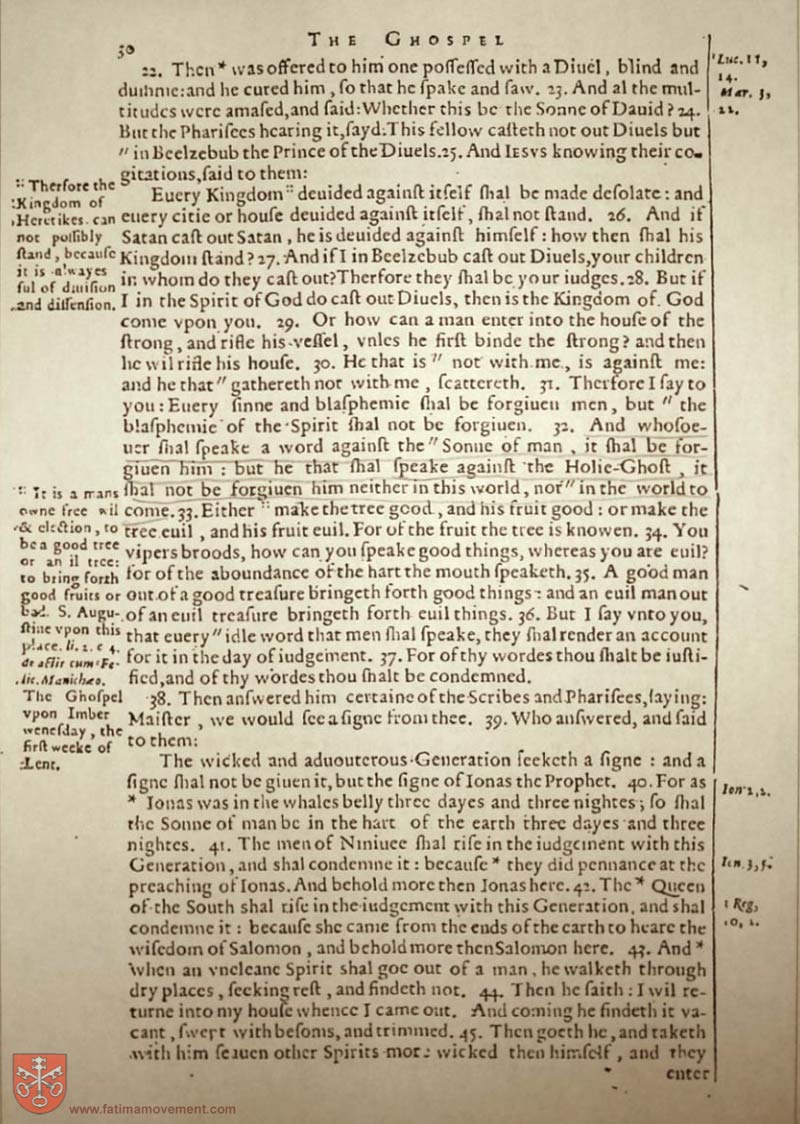 30
THE GHOSPEL
22. Then * was offered to him one poſſeſſed with a Diuel, blind and
dumme: and he cured him, ſo that he ſpake and ſaw. 23. And al the mul-
titudes were amaſed, and ſaid: Whether this be the Sonne of Dauid? 24.
But the Phariſees hearing it, ſayd: This fellow caſteth not out Diuels but
" in Beelzebub the Prince of the Diuels. 25. And IESVS knowing their co-
gitations, ſaid to them:
Euery Kingdom :: deuided againſt itſelf ſhal be made deſolate: and
euery citie or houſe deuided againſt itſelf, ſhal not ſtand. 26. And if
Satan caſt out Satan, he is deuided againſt himſelf: how then ſhal his
Kingdom ſtand? 27. And if I in Beelzebub caſt out Diuels, your children
in whom do they caſt out? Therfore they ſhal be your iudges. 28. But if
I in the Spirit of God do caſt out Diuels, then is the Kingdom of God
come vpon you. 29. Or how can a man enter into the houſe of the
ſtrong, and rifle his veſſel, vnles he firſt binde the ſtrong? and then
he wil rifle his houſe. 30. He that is " not with me, is againſt me:
and he that " gathereth not with me, ſcattereth. 31. Therfore I ſay to
you: Euery ſinne and blaſphemie ſhal be forgiuen men, but " the
blaſphemie of the Spirit ſhal not be forgiuen. 32. And whoſoe-
uer ſhal ſpeake a word againſt the " Sonne of man, it ſhal be for-
giuen him: but he that ſhal ſpeake againſt the Holie-Ghoſt, it
ſhal not be forgiuen him neither in this world, nor " in the world to
come. 33. Either :: make the tree good, and his fruit good: or make the
tree euil, and his fruit euil. For of the fruit the tree is knowen. 34. You
vipers broods, how can you ſpeake good things, whereas you are euil?
for of the aboundance of the hart the mouth ſpeaketh. 35. A good man
out of a good treaſure bringeth forth good things: and an euil man out
of an euil treaſure bringeth forth euil things. 36. But I ſay vnto you,
that euery " idle word that men ſhal ſpeake, they ſhal render an account
for it in the day of iudgement. 37. For of thy wordes thou ſhalt be iuſti-
fied, and of thy wordes thou ſhalt be condemned.
38. Then anſwered him certaine of the Scribes and Phariſees, ſaying:
Maiſter, we would ſee a ſigne from thee. 39. Who anſwered, and ſaid
to them:
The wicked and aduouterous Generation ſeeketh a ſigne: and a
ſigne ſhal not be giuen it, but the ſigne of Ionas the Prophet. 40. For as
* Ionas was in the whales belly three dayes and three nightes; ſo ſhal
the Sonne of man be in the hart of the earth three dayes and three
nightes. 41. The men of Niniuee ſhal riſe in the iudgement with this
Generation, and shal condemne it: becauſe * they did pennance at the
preaching of Ionas. And behold more then Ionas here. 42. The * Queen
of the South shal riſe in the iudgement with this Generation, and shal
condemne it: becauſe she came from the ends of the earth to heare the
wiſedom of Salomon, and behold more then Salomon here. 43. And *
when an vncleane Spirit shal goe out of a man, he walketh through
dry places, ſeeking reſt, and findeth not. 44. Then he ſaith: I wil re-
turne into my houſe whence I came out. And coming he findeth it va-
cant, ſwept with beſoms, and trimmed. 45. Then goeth he, and taketh
with him ſeauen other Spirits more wicked then himſelf, and they
enter
:: Therfore the
Kingdom of
Heretikes can
not poſſibly
ſtand, becauſe
it is alwayes
ful of diuiſion
and diſſenſion.
:: It is a mans
owne free wil
& election, to
be a good tree
or an il tree:
to bring forth
good fruits or
bad. S. Augu-
ſtine vpon this
place. li. 2. c 4.
de actis cum Fe-
lic. Manichæo.
The Ghoſpel
vpon Imber
weneſday, the
firſt weeke of
Lent.
Luc. 11,
14.
Mar. 3,
22.
Ion 2, 2.
Ion. 3, 5.
Reg,
10, 1.
www.fatimamovement.com